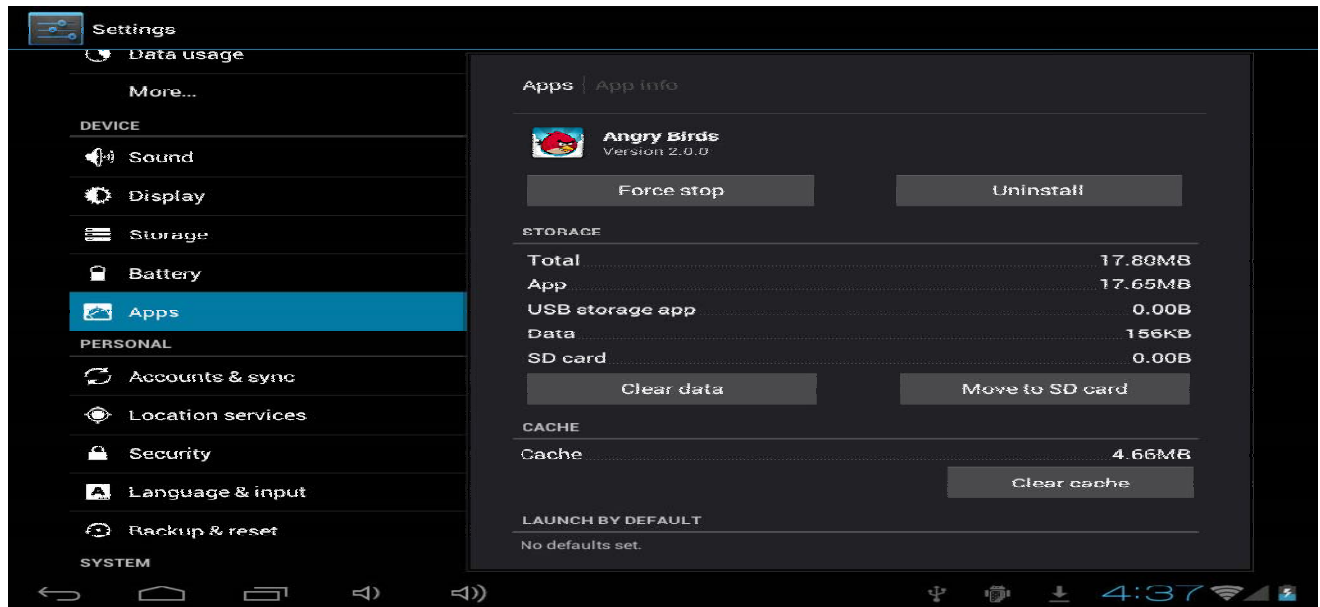 Settings
Data usage
More...
DEVICE
Sound
Display
Storage
Battery
Apps
PERSONAL
Accounts & sync
Location services
Security
Language & input
Backup & reset
SYSTEM
Apps App info
Angry Birds
Version 2.0.0
Force stop Uninstall
STORAGE
Total 17.80MB
App 17.65MB
USB storage app 0.00B
Data 156KB
SD card 0.00B
Clear data Move to SD card
CACHE
Cache 4.66MB
Clear cache
LAUNCH BY DEFAULT
No defaults set.
4:37